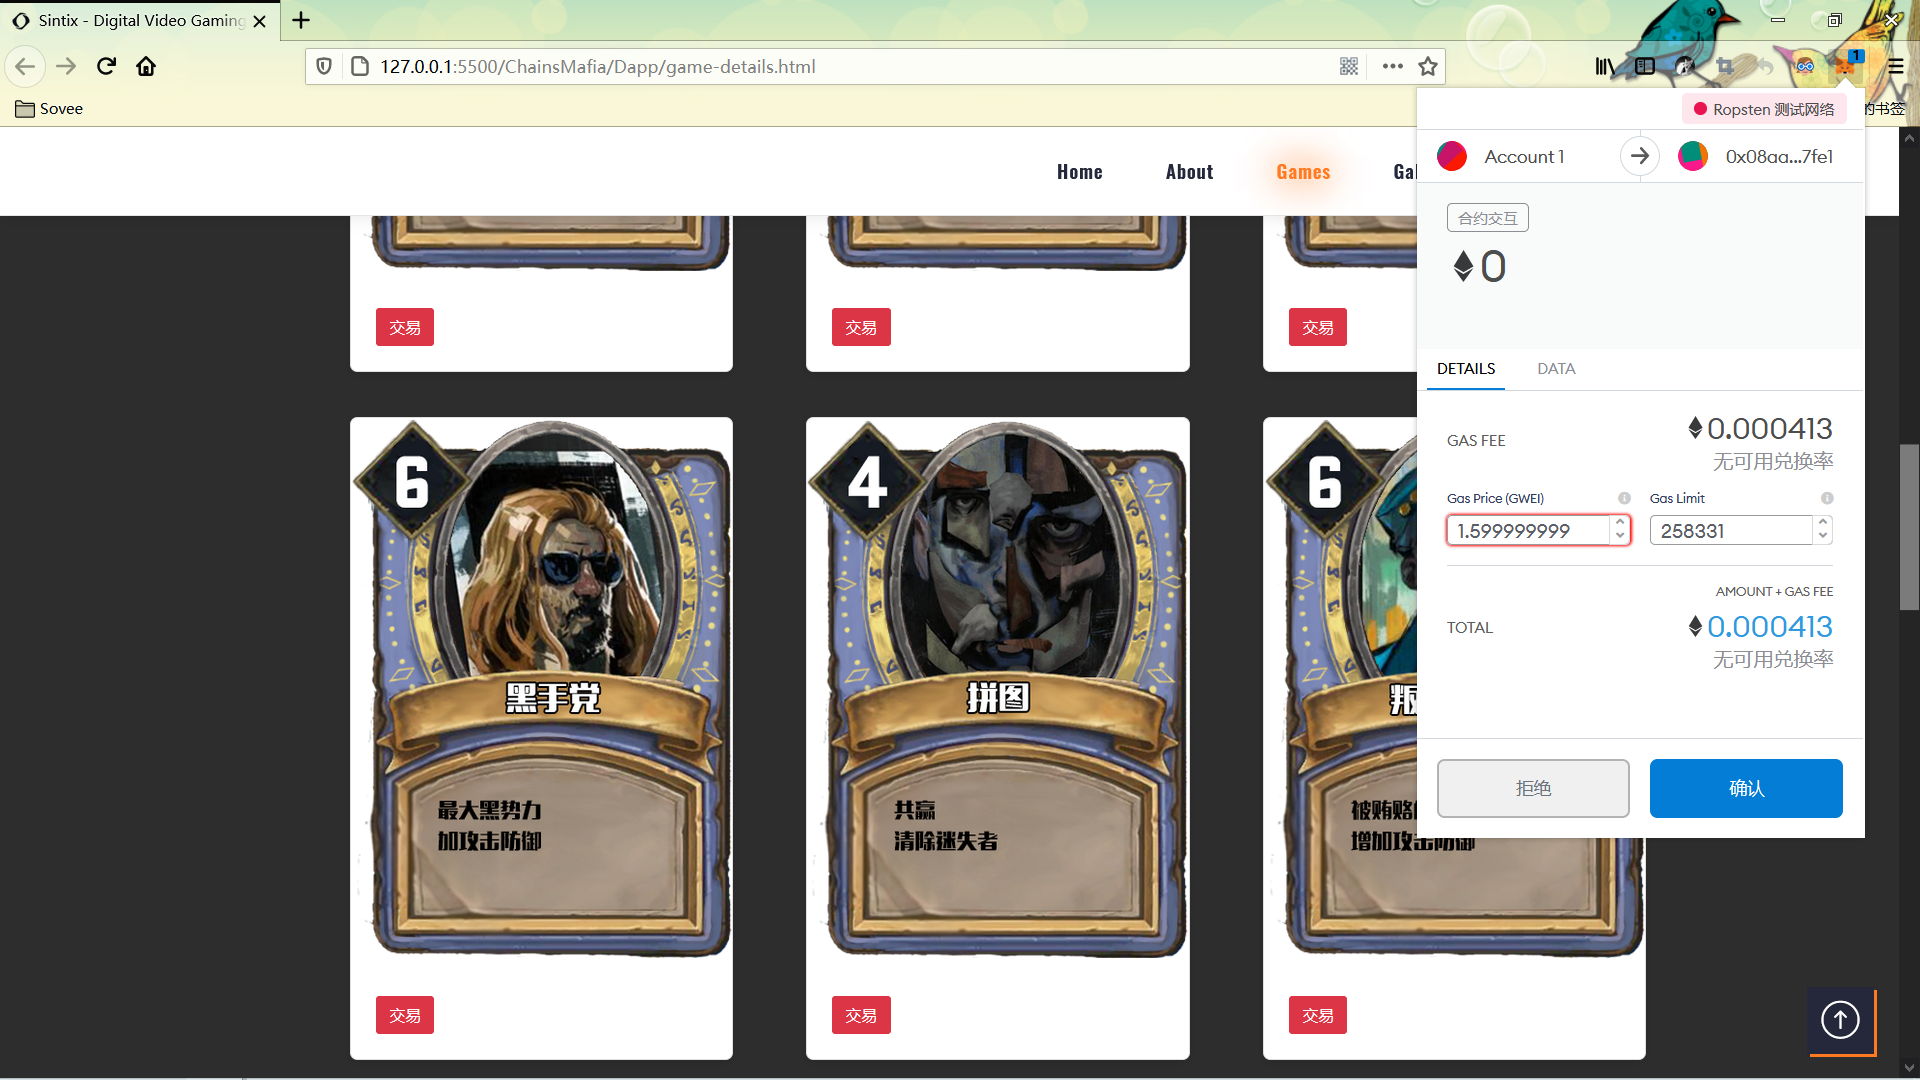 Sintix - Digital Video Gaming
127.0.0.1:5500/ChainsMafia/Dapp/game-details.html
Sovee
1
的书签
Home
About
Games
Gal
交易
交易
交易
6
黑手党
最大黑势力
加攻击防御
交易
4
拼图
共赢
清除迷失者
交易
6
叛
被贿赂
增加攻击防御
交易
Ropsten 测试网络
Account 1
0x08aa...7fe1
合约交互
0
DETAILS
DATA
GAS FEE
0.000413
无可用兑换率
Gas Price (GWEI)
Gas Limit
1.599999999
258331
AMOUNT + GAS FEE
TOTAL
0.000413
无可用兑换率
拒绝
确认